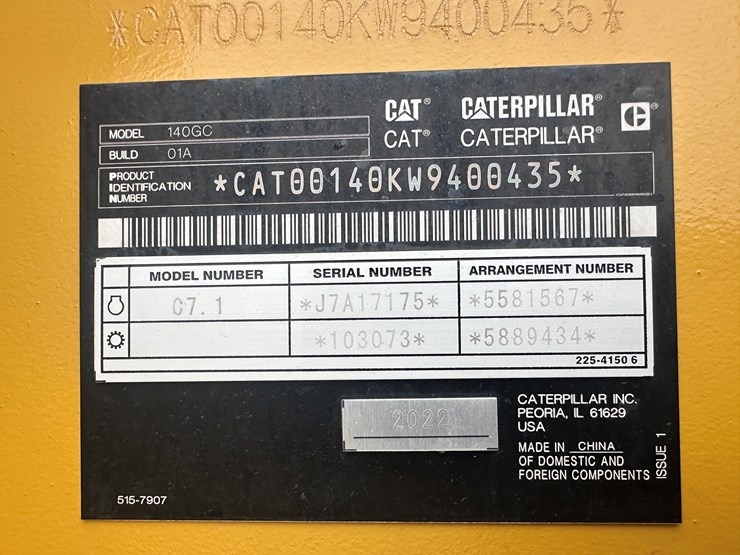 *CAT00140KW9400435*
CAT® CATERPILLAR®
CAT® CATERPILLAR®
MODEL 140GC
BUILD 01A
PRODUCT IDENTIFICATION NUMBER *CAT00140KW9400435*
MODEL NUMBER SERIAL NUMBER ARRANGEMENT NUMBER
C7.1 *J7A17175* *5581567*
*103073* *5889434*
225-4150 6
2022
CATERPILLAR INC.
PEORIA, IL 61629
USA
MADE IN CHINA
OF DOMESTIC AND
FOREIGN COMPONENTS
ISSUE 1
515-7907